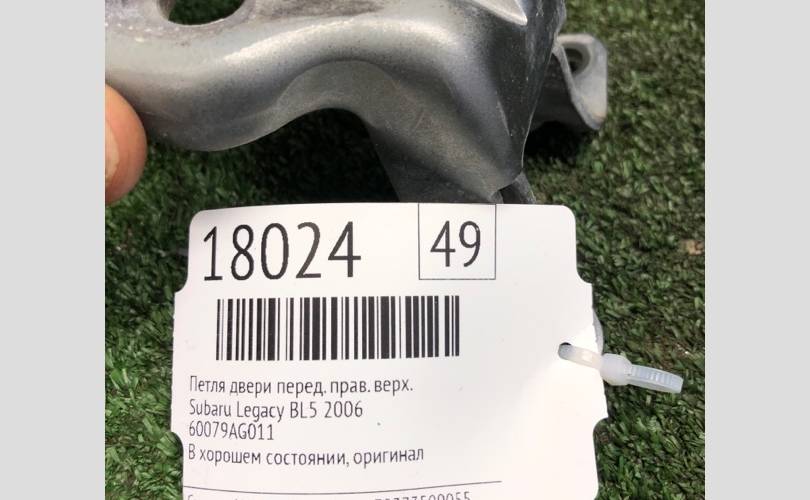 18024 49
Петля двери перед. прав. верх.
Subaru Legacy BL5 2006
60079AG011
В хорошем состоянии, оригинал